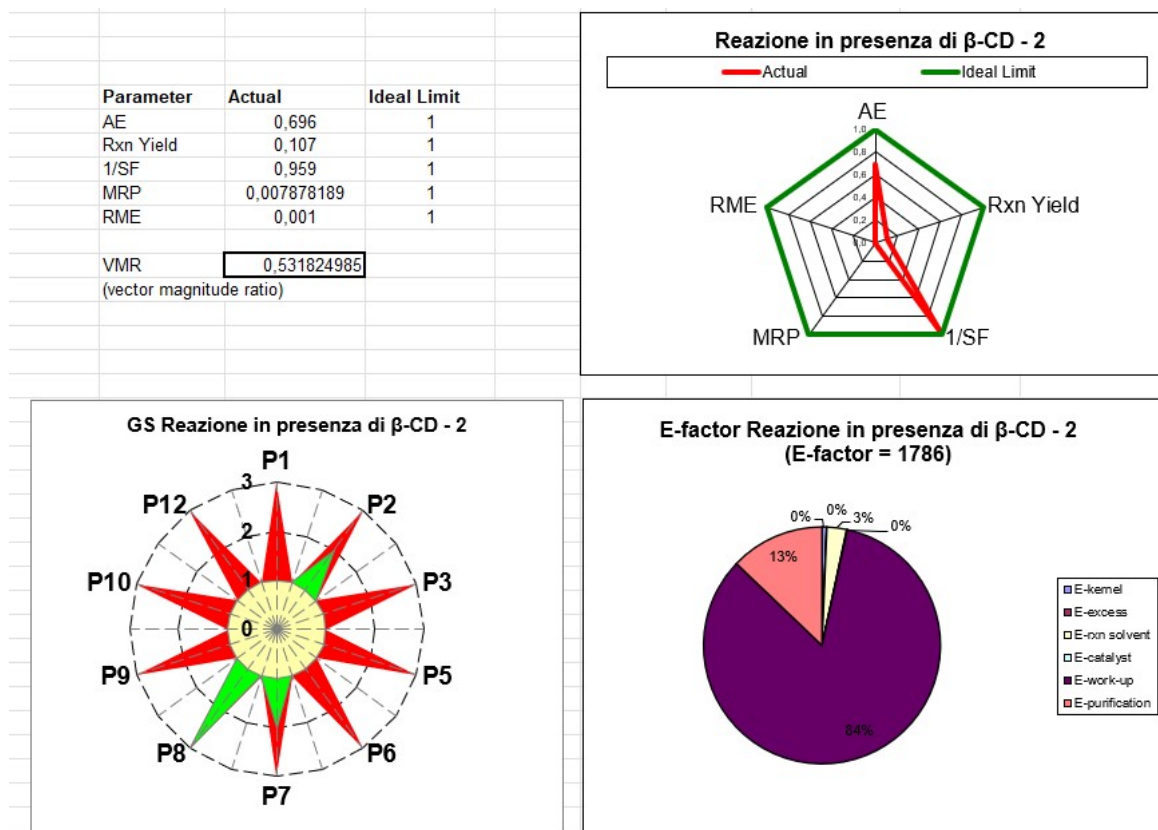 Parameter Actual Ideal Limit
AE 0,696 1
Rxn Yield 0,107 1
1/SF 0,959 1
MRP 0,007878189 1
RME 0,001 1
VMR 0,531824985
(vector magnitude ratio)
Reazione in presenza di β-CD - 2
Actual Ideal Limit
AE
1,0
0,8
0,6
0,4
0,2
0,0
RME
Rxn Yield
MRP
1/SF
GS Reazione in presenza di β-CD - 2
P1
3
P12
P2
2
P10
1
P3
0
P9
P5
P8
P6
P7
E-factor Reazione in presenza di β-CD - 2
(E-factor = 1786)
0%
3%
0%
13%
84%
E-kernel
E-excess
E-rxn solvent
E-catalyst
E-work-up
E-purification